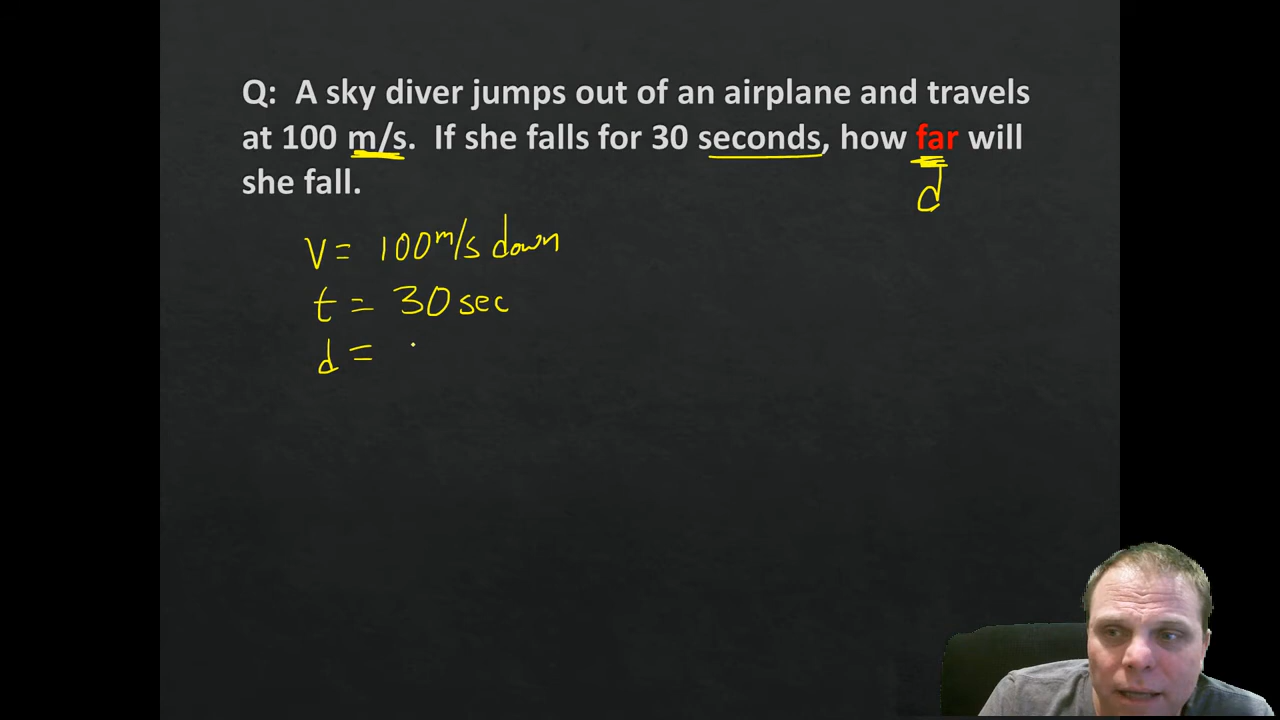 Q: A sky diver jumps out of an airplane and travels
at 100 m/s. If she falls for 30 seconds, how far will
she fall.
d
v = 100 m/s down
t = 30 sec
d =